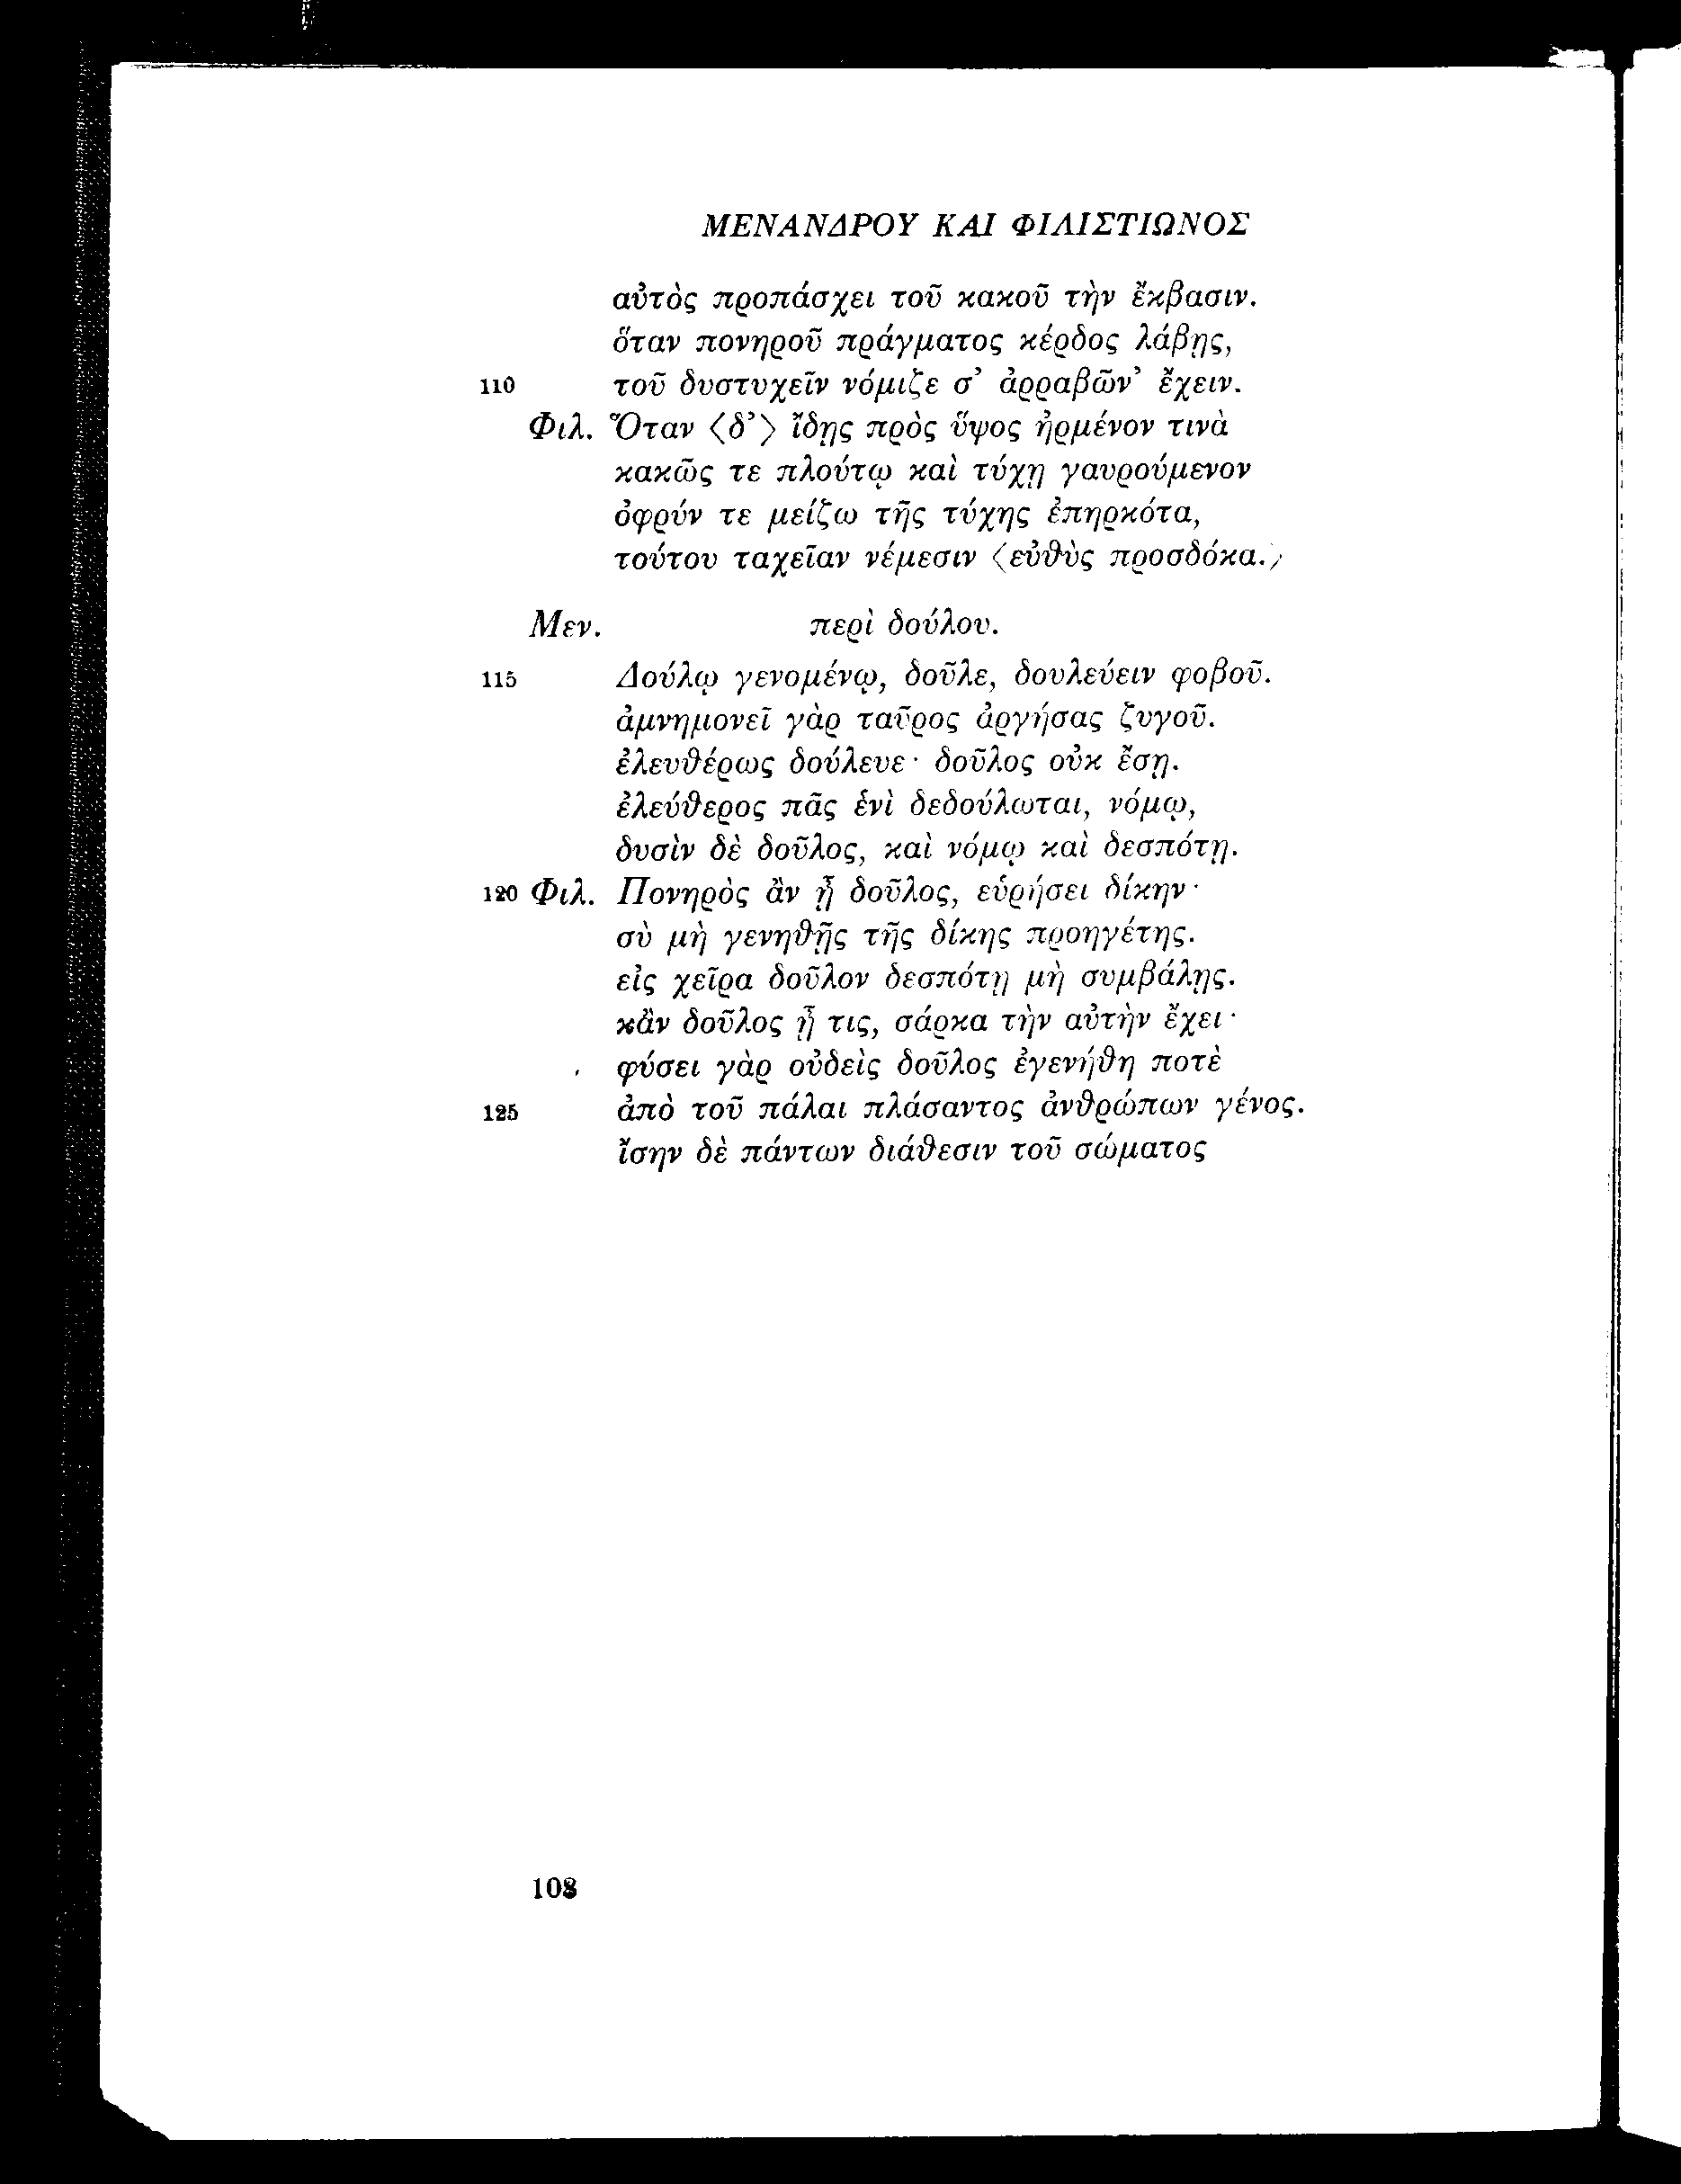 ΜΕΝΑΝΔΡΟΥ ΚΑΙ ΦΙΛΙΣΤΙΩΝΟΣ
αὐτὸς προπάσχει τοῦ κακοῦ τὴν ἔκβασιν.
ὅταν πονηροῦ πράγματος κέρδος λάβῃς,
110 τοῦ δυστυχεῖν νόμιζε σ’ ἀρραβῶν’ ἔχειν.
Φιλ. Ὅταν ⟨δ’⟩ ἴδῃς πρὸς ὕψος ἠρμένον τινὰ
κακῶς τε πλούτῳ καὶ τύχῃ γαυρούμενον
ὀφρύν τε μείζω τῆς τύχης ἐπηρκότα,
τούτου ταχεῖαν νέμεσιν ⟨εὐθὺς προσδόκα.⟩
Μεν. περὶ δούλου.
115 Δούλῳ γενομένῳ, δοῦλε, δουλεύειν φοβοῦ.
ἀμνημονεῖ γὰρ ταῦρος ἀργήσας ζυγοῦ.
ἐλευθέρως δούλευε· δοῦλος οὐκ ἔσῃ.
ἐλεύθερος πᾶς ἑνὶ δεδούλωται, νόμῳ,
δυσὶν δὲ δοῦλος, καὶ νόμῳ καὶ δεσπότῃ.
120 Φιλ. Πονηρὸς ἂν ᾖ δοῦλος, εὑρήσει δίκην·
σὺ μὴ γενηθῇς τῆς δίκης προηγέτης.
εἰς χεῖρα δοῦλον δεσπότῃ μὴ συμβάλῃς.
κἂν δοῦλος ᾖ τις, σάρκα τὴν αὐτὴν ἔχει·
φύσει γὰρ οὐδεὶς δοῦλος ἐγενήθη ποτὲ
125 ἀπὸ τοῦ πάλαι πλάσαντος ἀνθρώπων γένος.
ἴσην δὲ πάντων διάθεσιν τοῦ σώματος
108